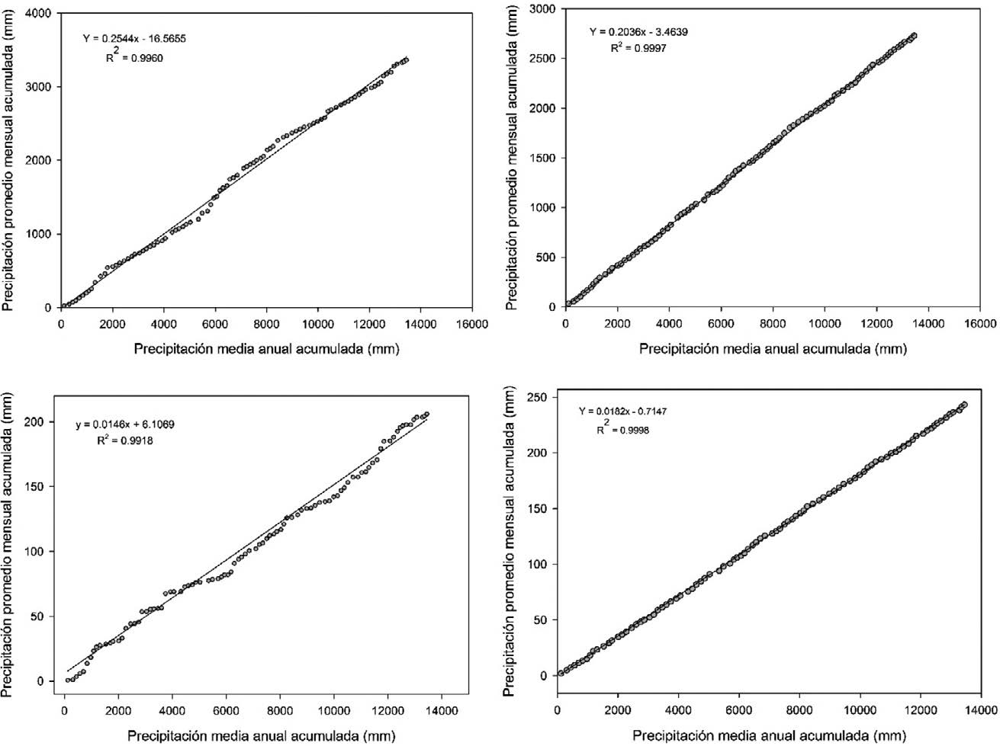 Precipitación promedio mensual acumulada (mm)
4000
3000
2000
1000
0
Y = 0.2544x - 16.5655
R2 = 0.9960
0 2000 4000 6000 8000 10000 12000 14000 16000
Precipitación media anual acumulada (mm)
Precipitación promedio mensual acumulada (mm)
3000
2500
2000
1500
1000
500
0
Y = 0.2036x - 3.4639
R2 = 0.9997
0 2000 4000 6000 8000 10000 12000 14000 16000
Precipitación media anual acumulada (mm)
Precipitación promedio mensual acumulada (mm)
200
150
100
50
0
y = 0.0146x + 6.1069
R2 = 0.9918
0 2000 4000 6000 8000 10000 12000 14000
Precipitación media anual acumulada (mm)
Precipitación promedio mensual acumulada (mm)
250
200
150
100
50
0
Y = 0.0182x - 0.7147
R2 = 0.9998
0 2000 4000 6000 8000 10000 12000 14000
Precipitación media anual acumulada (mm)